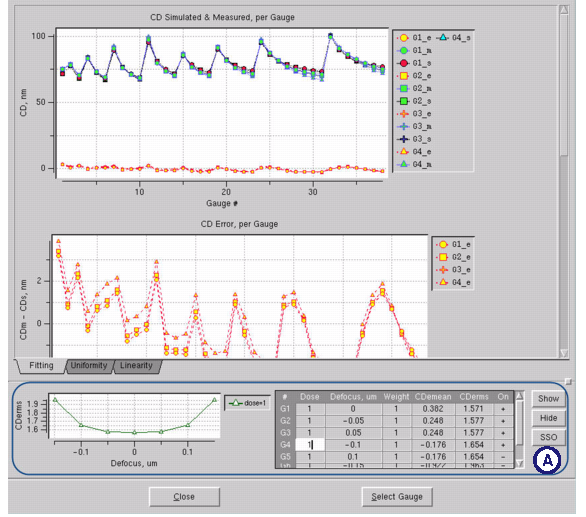 CD Simulated & Measured, per Gauge
CD, nm
100
50
0
10
20
30
Gauge #
01_e
01_m
01_s
02_e
02_m
02_s
03_e
03_m
03_s
04_e
04_m
04_s
CD Error, per Gauge
CDm - CDs, nm
2
0
01_e
02_e
03_e
04_e
Fitting Uniformity Linearity
CDerms
1.9
1.8
1.7
1.6
-0.1 0 0.1
Defocus, um
dose=1
# Dose Defocus, um Weight CDemean CDerms On
G1 1 0 1 0.382 1.571 +
G2 1 -0.05 1 0.248 1.577 +
G3 1 0.05 1 0.248 1.577 +
G4 1 -0.1 1 -0.176 1.654 +
G5 1 0.1 1 -0.176 1.654 -
1 -0.15 1 -0.922 1.963
Show
Hide
SSO
A
Close Select Gauge